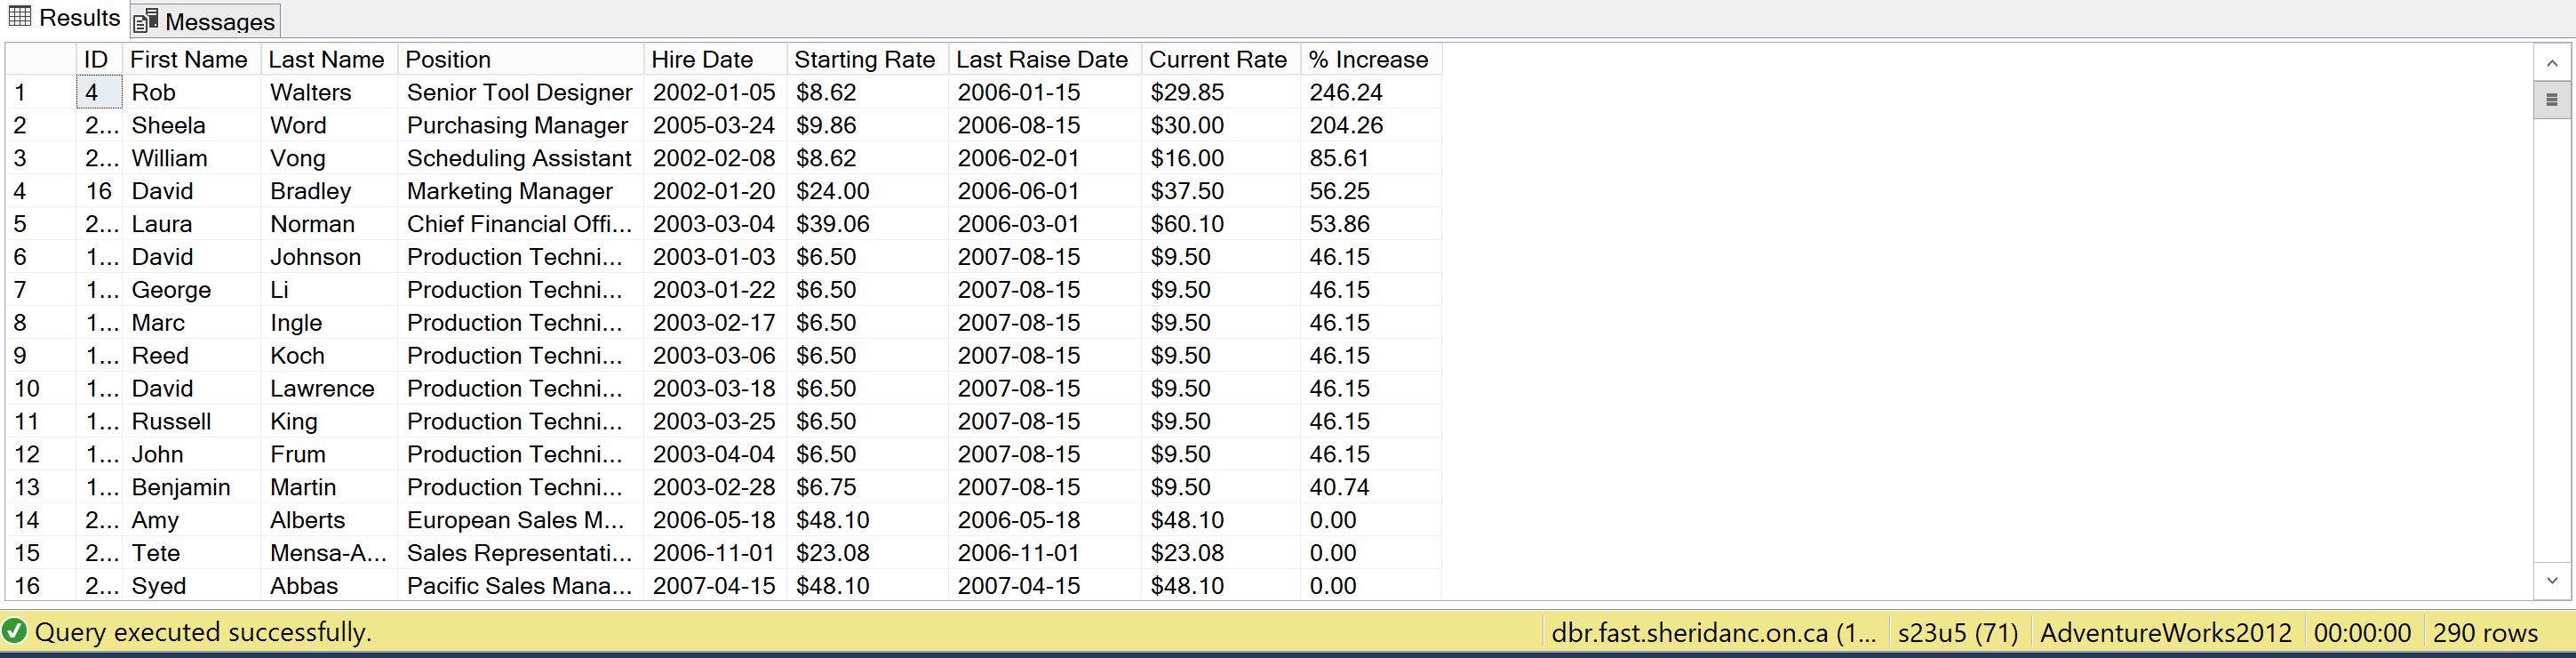 Results Messages
ID First Name Last Name Position Hire Date Starting Rate Last Raise Date Current Rate % Increase
1 4 Rob Walters Senior Tool Designer 2002-01-05 $8.62 2006-01-15 $29.85 246.24
2 2... Sheela Word Purchasing Manager 2005-03-24 $9.86 2006-08-15 $30.00 204.26
3 2... William Vong Scheduling Assistant 2002-02-08 $8.62 2006-02-01 $16.00 85.61
4 16 David Bradley Marketing Manager 2002-01-20 $24.00 2006-06-01 $37.50 56.25
5 2... Laura Norman Chief Financial Offi... 2003-03-04 $39.06 2006-03-01 $60.10 53.86
6 1... David Johnson Production Techni... 2003-01-03 $6.50 2007-08-15 $9.50 46.15
7 1... George Li Production Techni... 2003-01-22 $6.50 2007-08-15 $9.50 46.15
8 1... Marc Ingle Production Techni... 2003-02-17 $6.50 2007-08-15 $9.50 46.15
9 1... Reed Koch Production Techni... 2003-03-06 $6.50 2007-08-15 $9.50 46.15
10 1... David Lawrence Production Techni... 2003-03-18 $6.50 2007-08-15 $9.50 46.15
11 1... Russell King Production Techni... 2003-03-25 $6.50 2007-08-15 $9.50 46.15
12 1... John Frum Production Techni... 2003-04-04 $6.50 2007-08-15 $9.50 46.15
13 1... Benjamin Martin Production Techni... 2003-02-28 $6.75 2007-08-15 $9.50 40.74
14 2... Amy Alberts European Sales M... 2006-05-18 $48.10 2006-05-18 $48.10 0.00
15 2... Tete Mensa-A... Sales Representati... 2006-11-01 $23.08 2006-11-01 $23.08 0.00
16 2... Syed Abbas Pacific Sales Mana... 2007-04-15 $48.10 2007-04-15 $48.10 0.00
Query executed successfully. dbr.fast.sheridanc.on.ca (1... s23u5 (71) AdventureWorks2012 00:00:00 290 rows